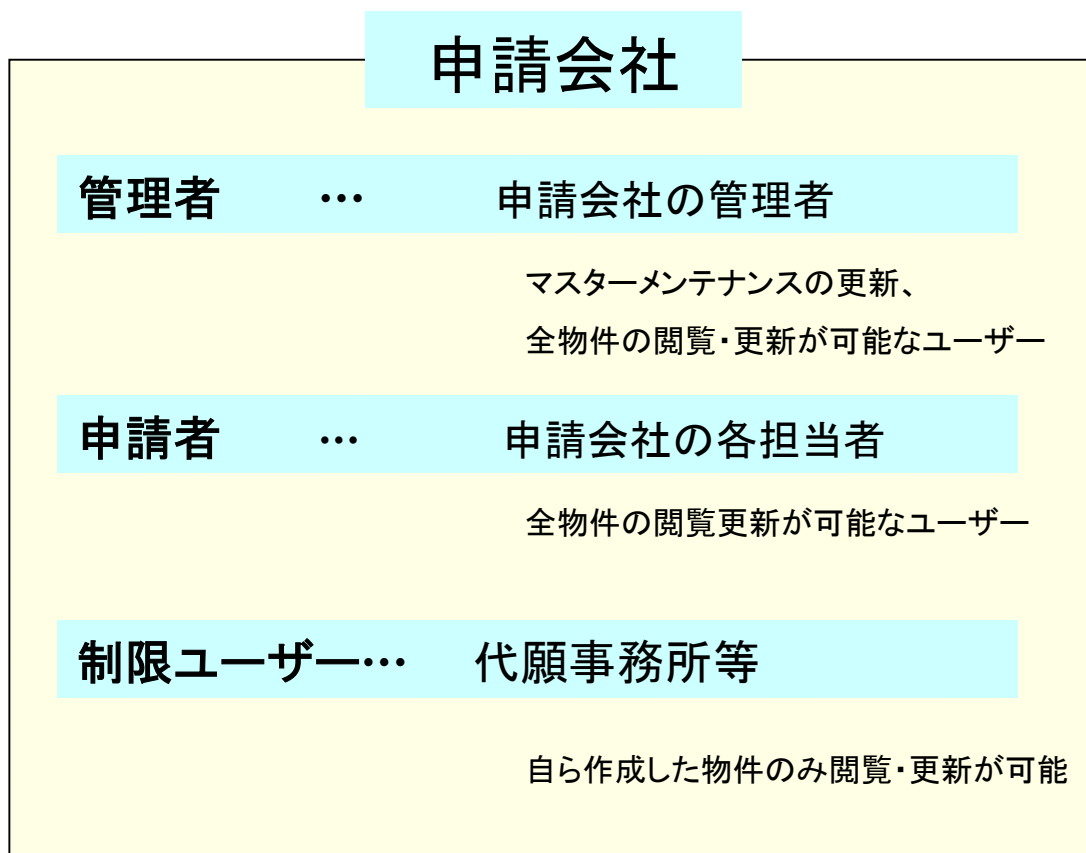 申請会社
管理者 … 申請会社の管理者
マスターメンテナンスの更新、
全物件の閲覧・更新が可能なユーザー
申請者 … 申請会社の各担当者
全物件の閲覧更新が可能なユーザー
制限ユーザー… 代願事務所等
自ら作成した物件のみ閲覧・更新が可能